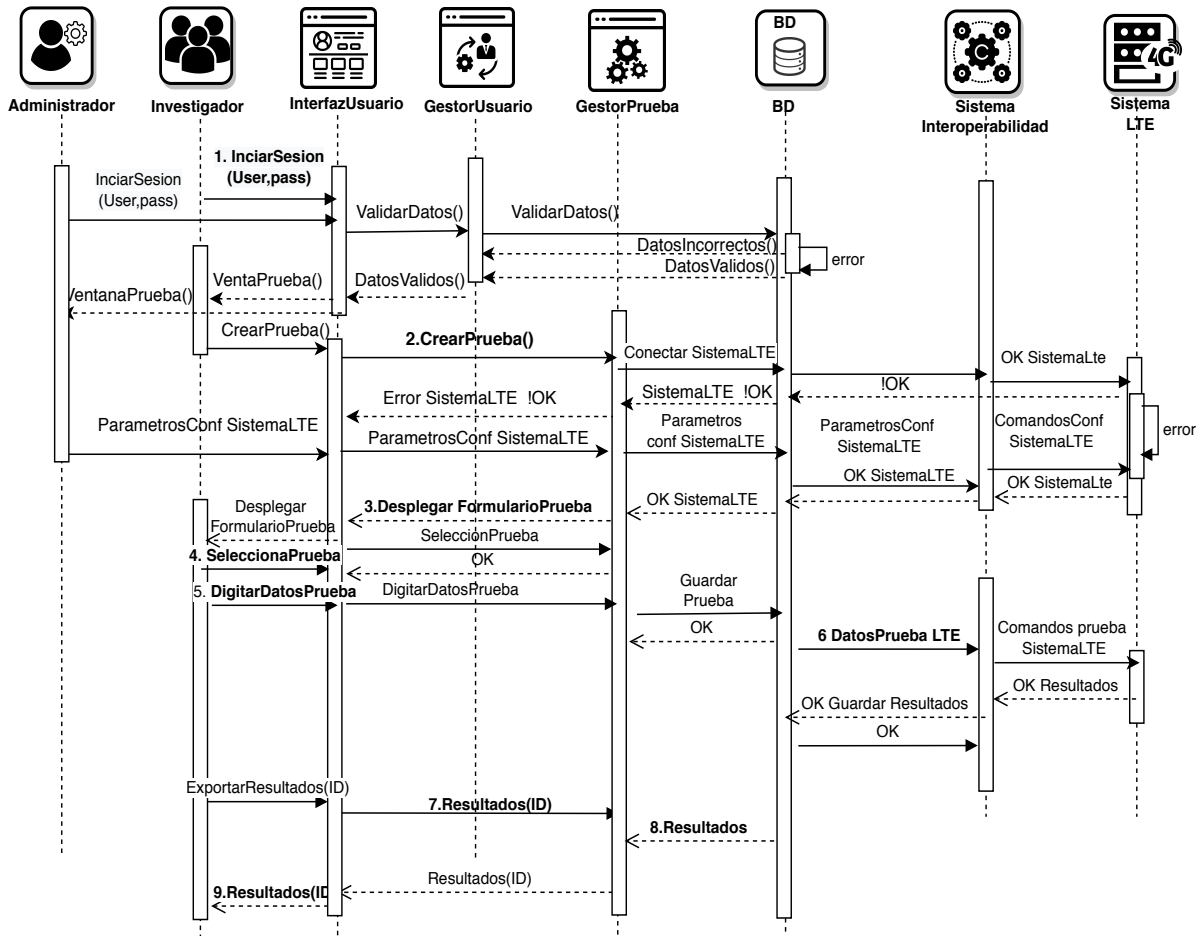 BD
4G
Administrador
Investigador
InterfazUsuario
GestorUsuario
GestorPrueba
BD
Sistema
Interoperabilidad
Sistema
LTE
1. InciarSesion
(User,pass)
InciarSesion
(User,pass)
ValidarDatos()
ValidarDatos()
DatosIncorrectos()
error
DatosValidos()
DatosValidos()
VentaPrueba()
VentanaPrueba()
CrearPrueba()
2.CrearPrueba()
Conectar SistemaLTE
OK SistemaLte
!OK
SistemaLTE !OK
Error SistemaLTE !OK
ParametrosConf SistemaLTE
ParametrosConf SistemaLTE
Parametros
conf SistemaLTE
ParametrosConf
SistemaLTE
ComandosConf
SistemaLTE
error
OK SistemaLTE
OK SistemaLte
OK SistemaLTE
3.Desplegar FormularioPrueba
Desplegar
FormularioPrueba
SeleccionPrueba
4. SeleccionaPrueba
OK
5. DigitarDatosPrueba
DigitarDatosPrueba
Guardar
Prueba
OK
6 DatosPrueba LTE
Comandos prueba
SistemaLTE
OK Resultados
OK Guardar Resultados
OK
ExportarResultados(ID)
7.Resultados(ID)
8.Resultados
Resultados(ID)
9.Resultados(ID